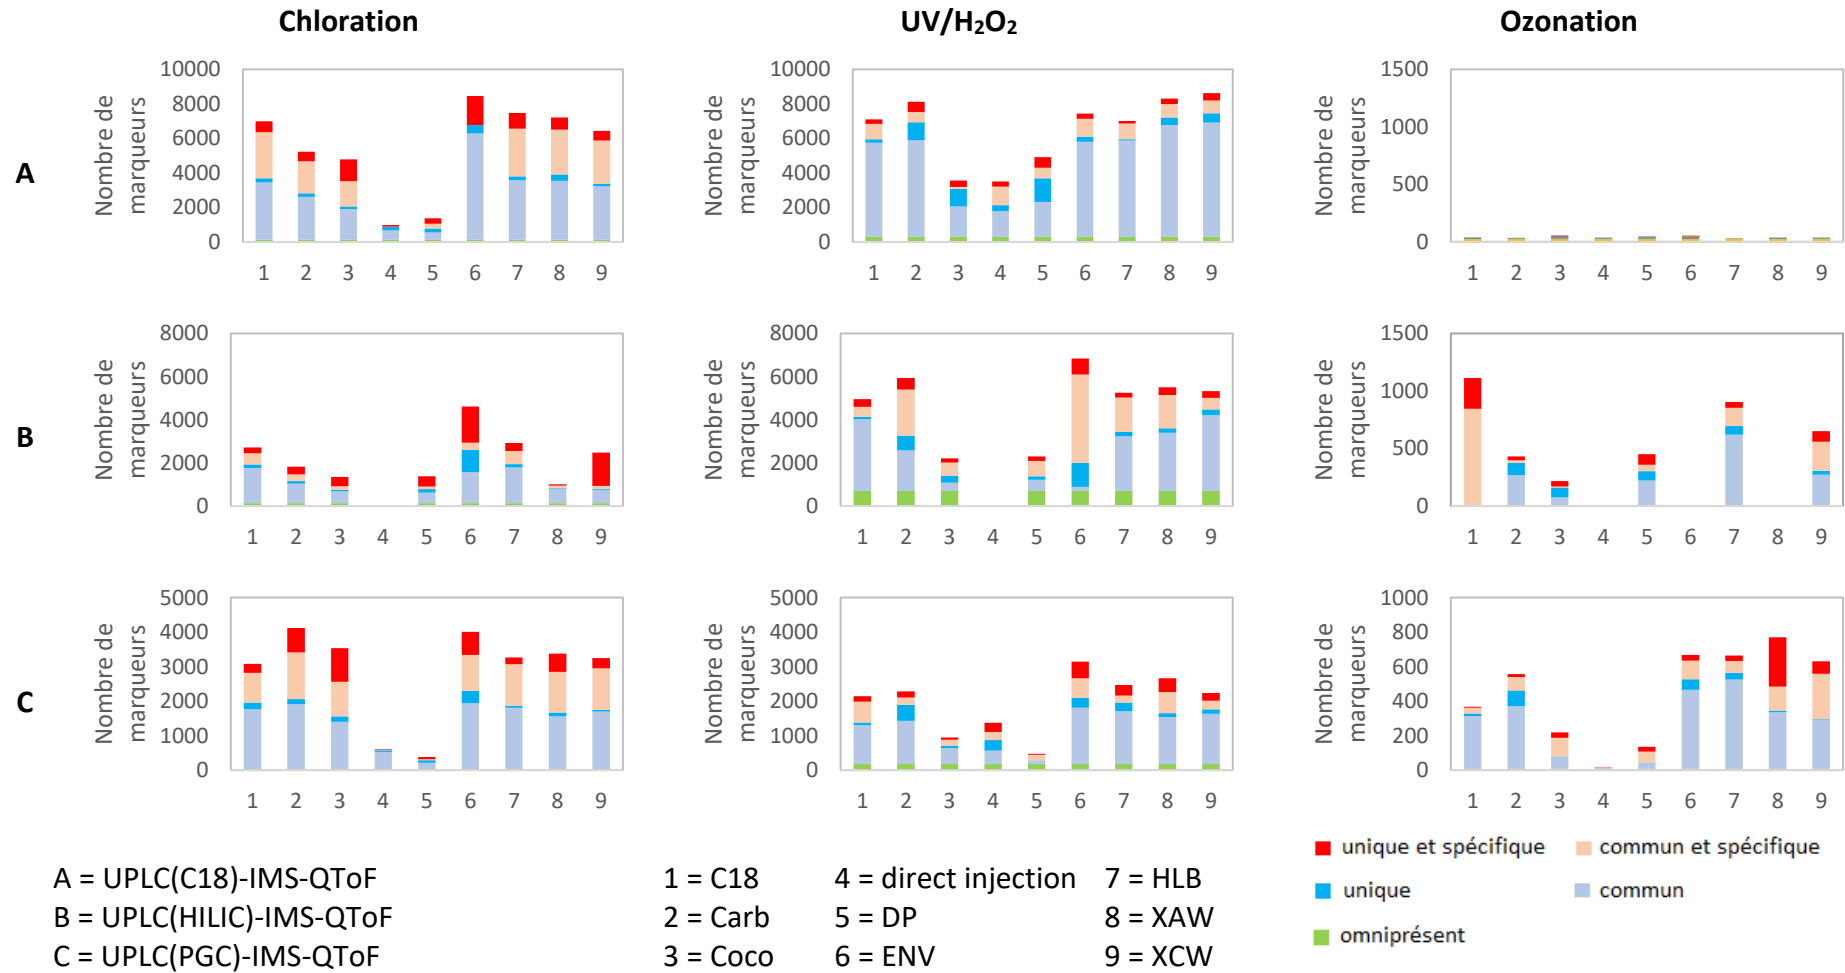 Chloration
UV/H₂O₂
Ozonation
A
Nombre de
marqueurs
10000
8000
6000
4000
2000
0
1 2 3 4 5 6 7 8 9
Nombre de
marqueurs
10000
8000
6000
4000
2000
0
1 2 3 4 5 6 7 8 9
Nombre de
marqueurs
1500
1000
500
0
1 2 3 4 5 6 7 8 9
B
Nombre de
marqueurs
8000
6000
4000
2000
0
1 2 3 4 5 6 7 8 9
Nombre de
marqueurs
8000
6000
4000
2000
0
1 2 3 4 5 6 7 8 9
Nombre de
marqueurs
1500
1000
500
0
1 2 3 4 5 6 7 8 9
C
Nombre de
marqueurs
5000
4000
3000
2000
1000
0
1 2 3 4 5 6 7 8 9
Nombre de
marqueurs
5000
4000
3000
2000
1000
0
1 2 3 4 5 6 7 8 9
Nombre de
marqueurs
1000
800
600
400
200
0
1 2 3 4 5 6 7 8 9
A = UPLC(C18)-IMS-QToF
B = UPLC(HILIC)-IMS-QToF
C = UPLC(PGC)-IMS-QToF
1 = C18 4 = direct injection 7 = HLB
2 = Carb 5 = DP 8 = XAW
3 = Coco 6 = ENV 9 = XCW
unique et spécifique commun et spécifique
unique commun
omniprésent